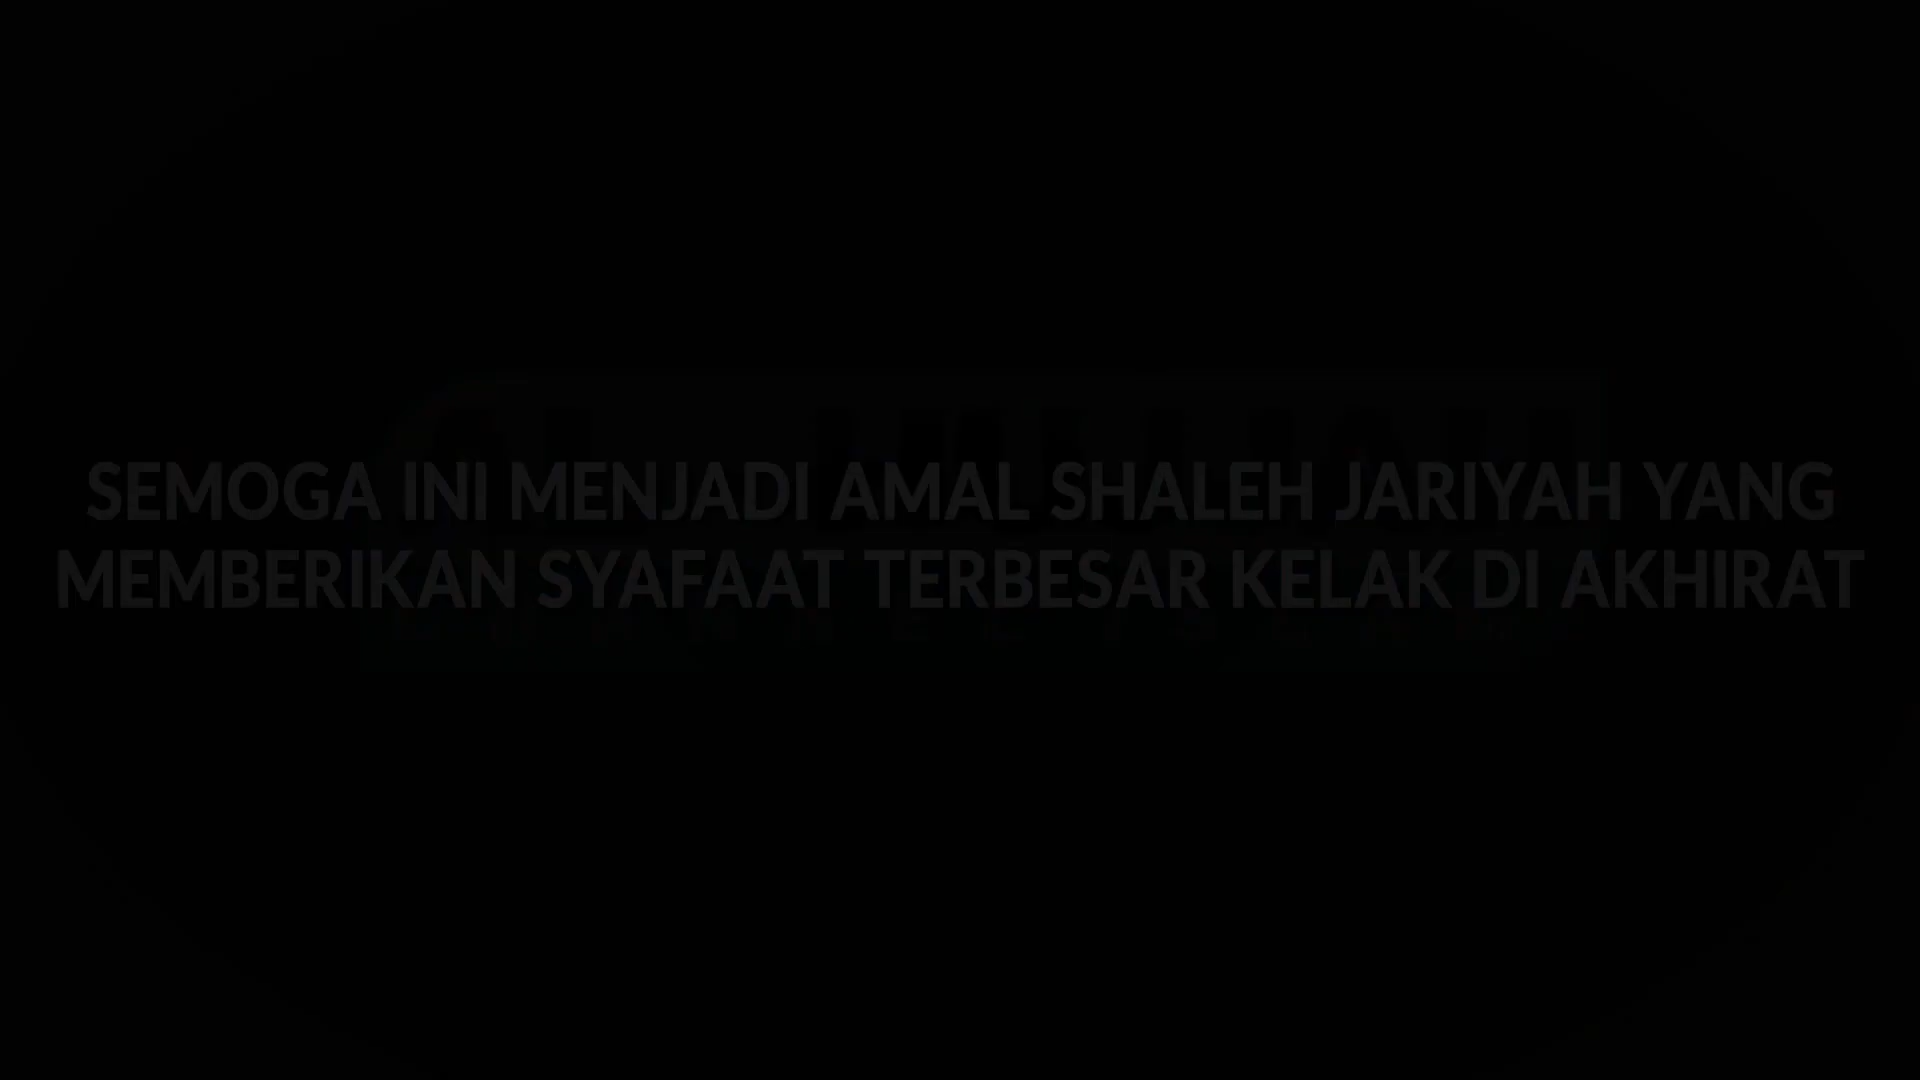 SEMOGA INI MENJADI AMAL SHALEH JARIYAH YANG
MEMBERIKAN SYAFAAT TERBESAR KELAK DI AKHIRAT